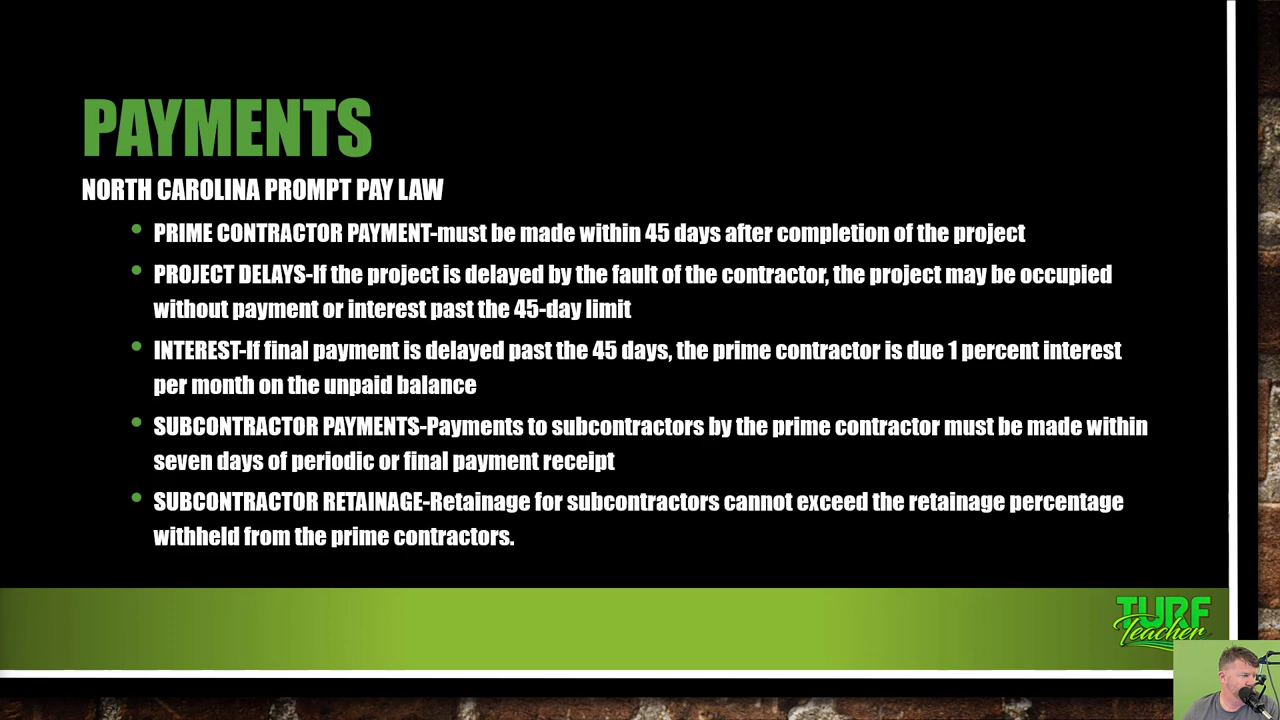 PAYMENTS
NORTH CAROLINA PROMPT PAY LAW
• PRIME CONTRACTOR PAYMENT-must be made within 45 days after completion of the project
• PROJECT DELAYS-If the project is delayed by the fault of the contractor, the project may be occupied
without payment or interest past the 45-day limit
• INTEREST-If final payment is delayed past the 45 days, the prime contractor is due 1 percent interest
per month on the unpaid balance
• SUBCONTRACTOR PAYMENTS-Payments to subcontractors by the prime contractor must be made within
seven days of periodic or final payment receipt
• SUBCONTRACTOR RETAINAGE-Retainage for subcontractors cannot exceed the retainage percentage
withheld from the prime contractors.
TURF
Teacher